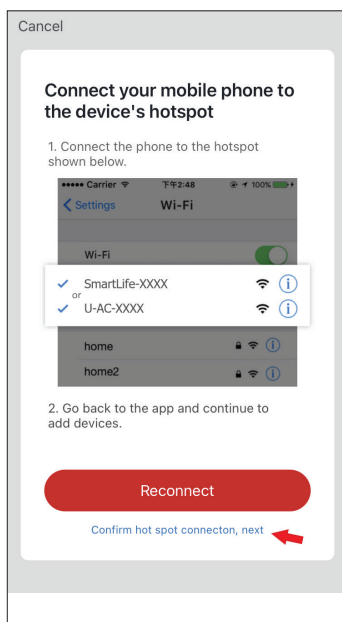 Cancel
Connect your mobile phone to
the device's hotspot
1. Connect the phone to the hotspot
shown below.
Carrier 下午2:48 100%
Settings Wi-Fi
Wi-Fi
SmartLife-XXXX
or
U-AC-XXXX
home
home2
2. Go back to the app and continue to
add devices.
Reconnect
Confirm hot spot connecton, next